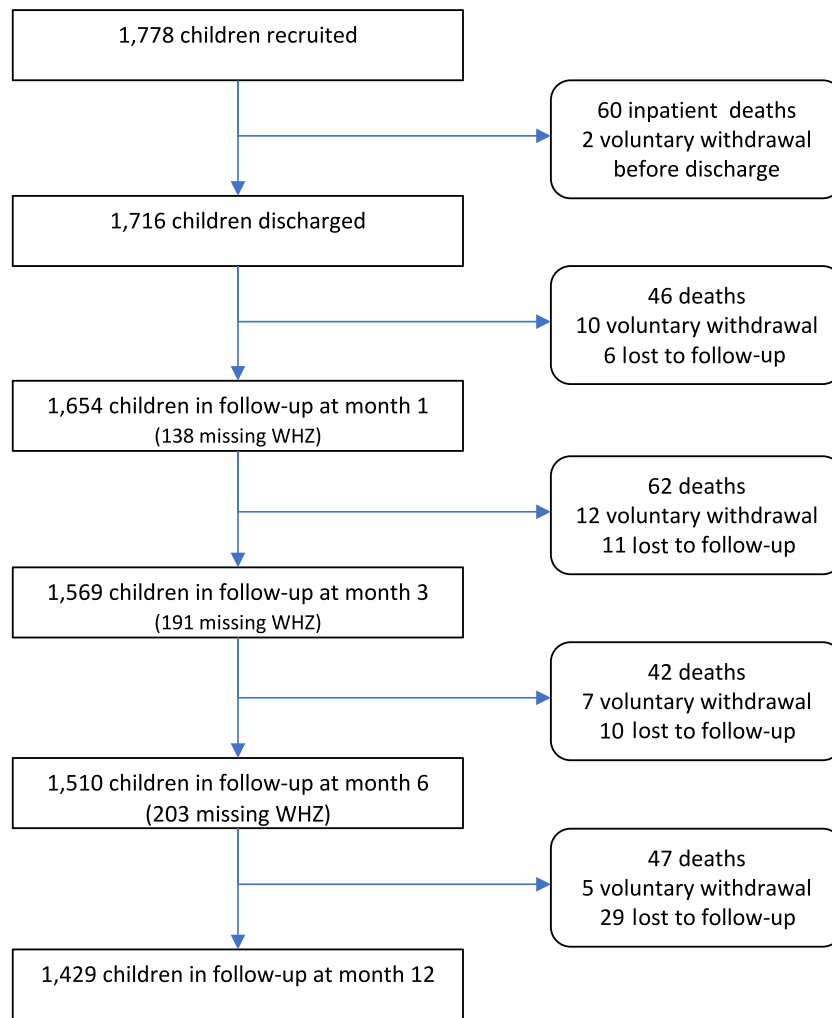 1,778 children recruited
60 inpatient deaths
2 voluntary withdrawal
before discharge
1,716 children discharged
46 deaths
10 voluntary withdrawal
6 lost to follow-up
1,654 children in follow-up at month 1
(138 missing WHZ)
62 deaths
12 voluntary withdrawal
11 lost to follow-up
1,569 children in follow-up at month 3
(191 missing WHZ)
42 deaths
7 voluntary withdrawal
10 lost to follow-up
1,510 children in follow-up at month 6
(203 missing WHZ)
47 deaths
5 voluntary withdrawal
29 lost to follow-up
1,429 children in follow-up at month 12